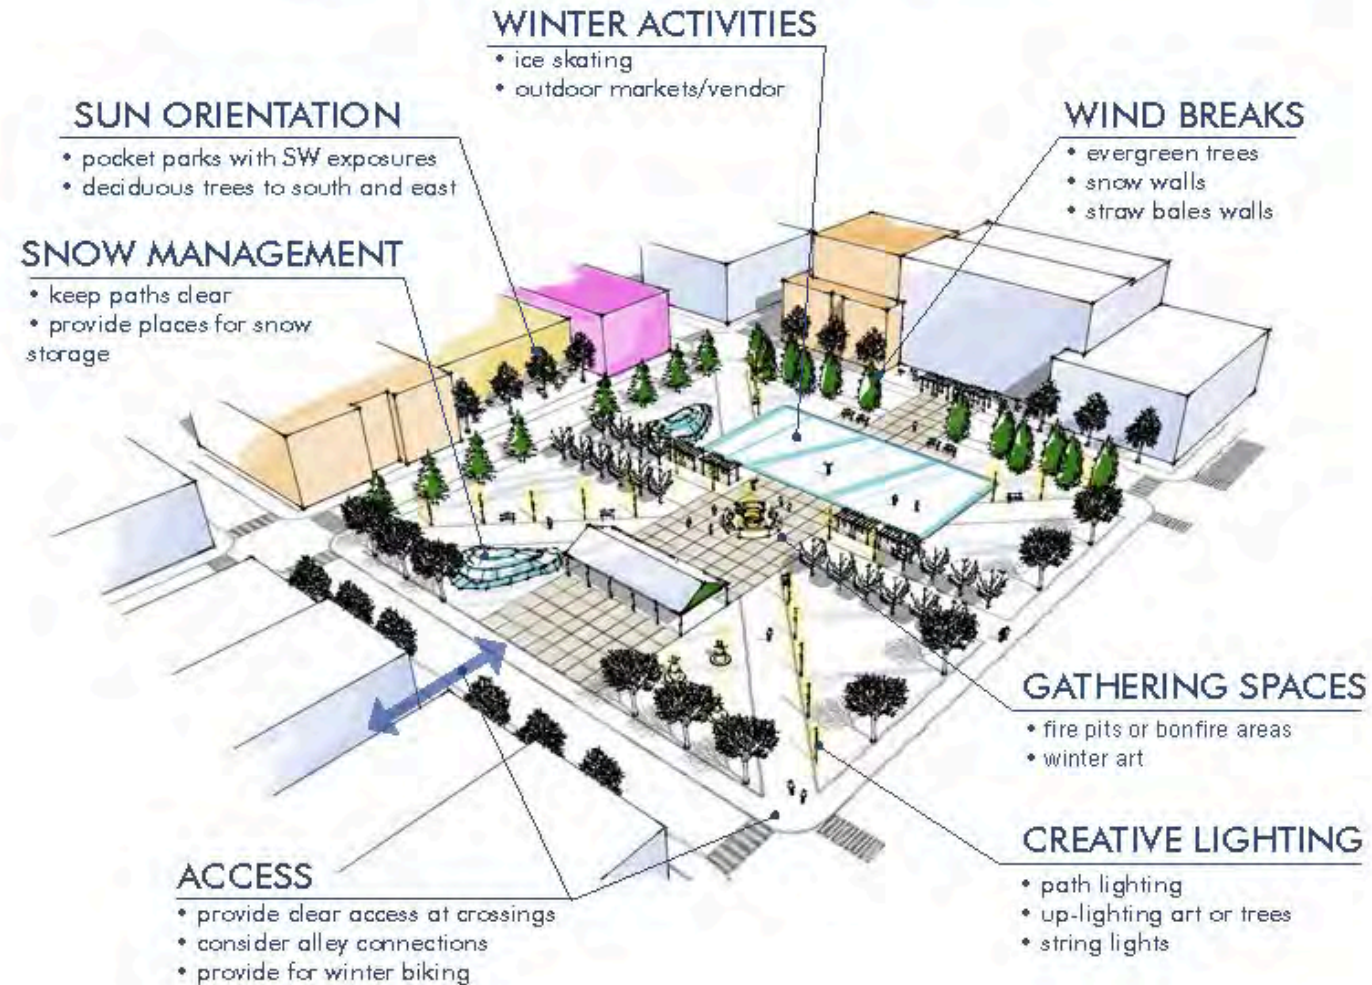 WINTER ACTIVITIES
• ice skating
• outdoor markets/vendor
SUN ORIENTATION
• pocket parks with SW exposures
• deciduous trees to south and east
WIND BREAKS
• evergreen trees
• snow walls
• straw bales walls
SNOW MANAGEMENT
• keep paths clear
• provide places for snow
storage
GATHERING SPACES
• fire pits or bonfire areas
• winter art
CREATIVE LIGHTING
• path lighting
• up-lighting art or trees
• string lights
ACCESS
• provide clear access at crossings
• consider alley connections
• provide for winter biking